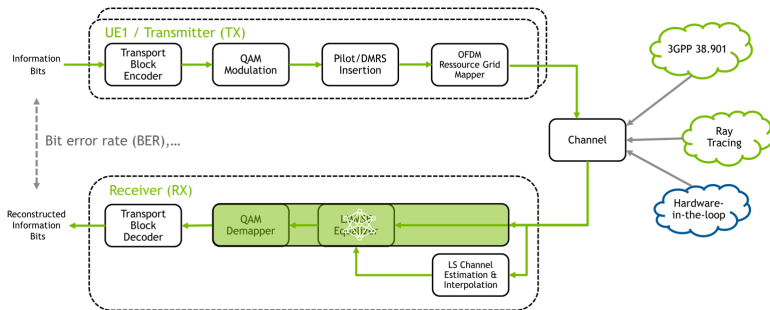 UE1 / Transmitter (TX)
Information
Bits
Transport
Block
Encoder
QAM
Modulation
Pilot/DMRS
Insertion
OFDM
Ressource Grid
Mapper
3GPP 38.901
Bit error rate (BER),...
Channel
Ray
Tracing
Receiver (RX)
Hardware-
in-the-loop
Reconstructed
Information
Bits
Transport
Block
Decoder
QAM
Demapper
LMMSE
Equalizer
LS Channel
Estimation &
Interpolation